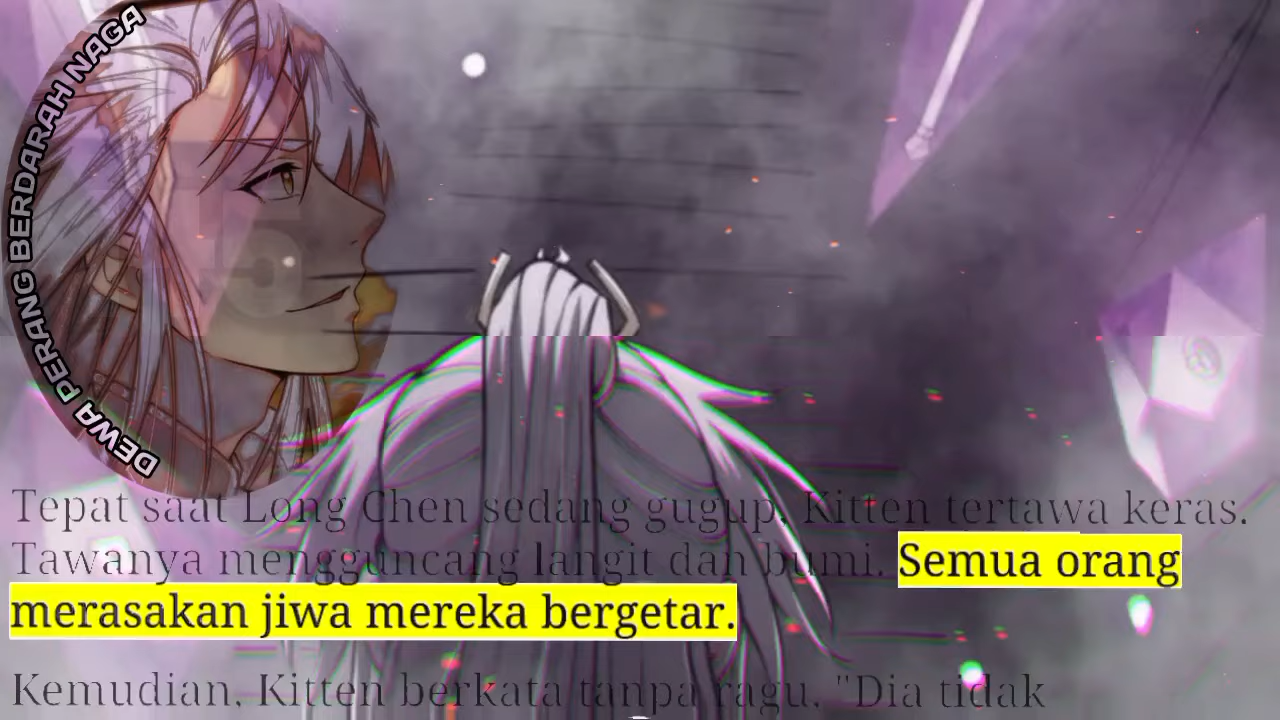 DEWA PERANG BERDARAH NAGA
Tepat saat Long Chen sedang gugup, Kitten tertawa keras.
Tawanya mengguncang langit dan bumi. Semua orang
merasakan jiwa mereka bergetar.
Kemudian, Kitten berkata tanpa ragu, "Dia tidak